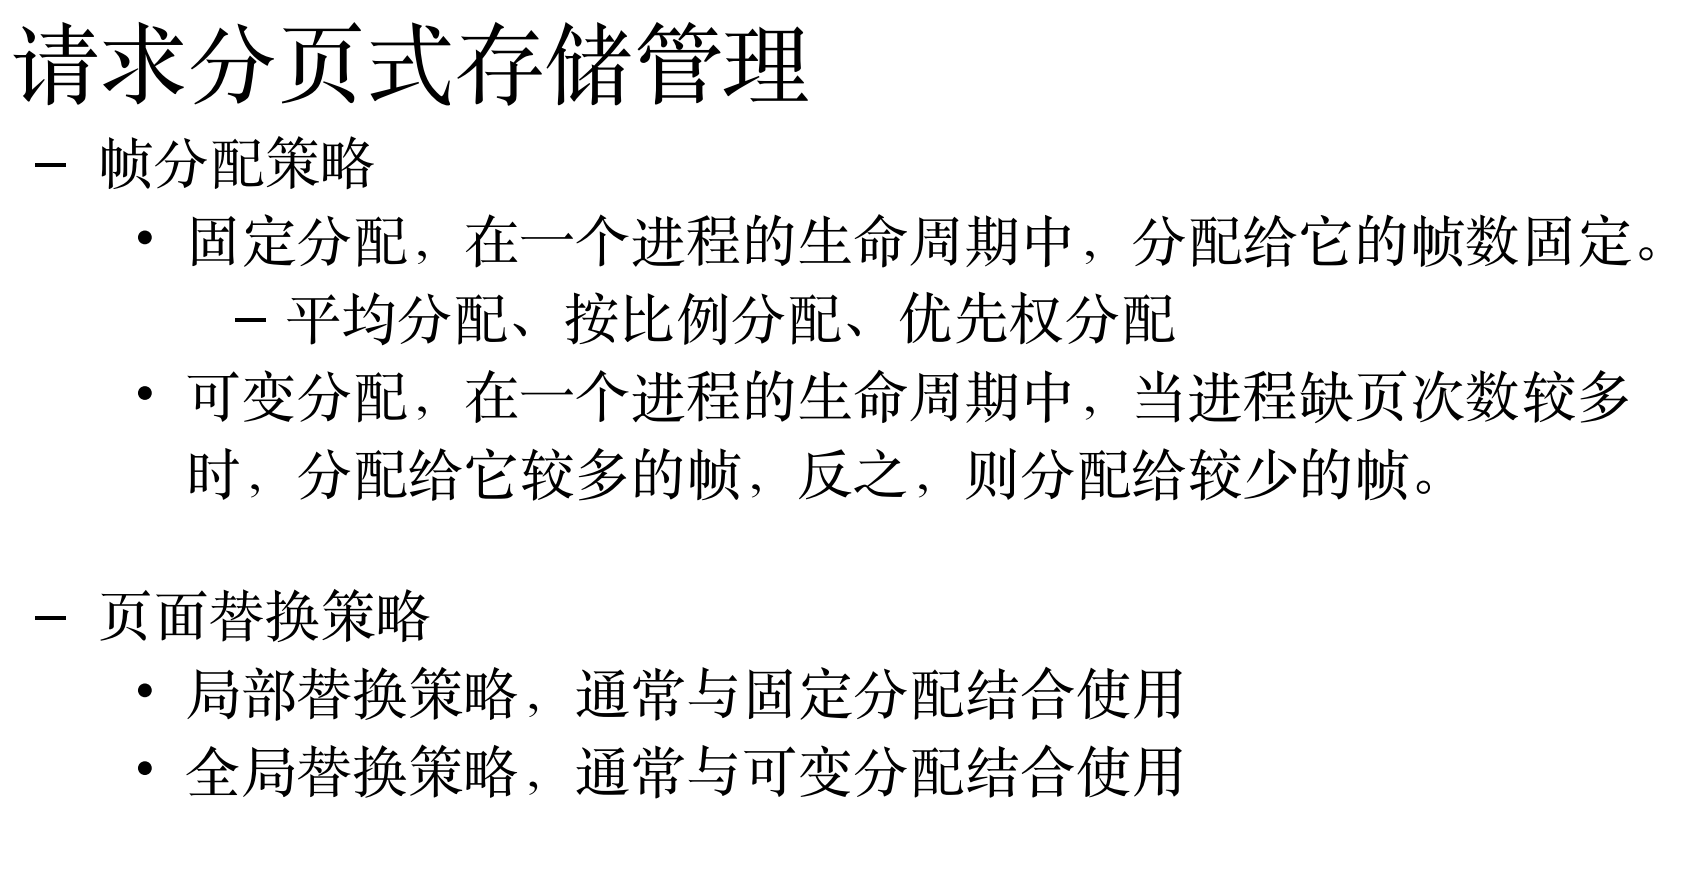 请求分页式存储管理
– 帧分配策略
• 固定分配，在一个进程的生命周期中，分配给它的帧数固定。
– 平均分配、按比例分配、优先权分配
• 可变分配，在一个进程的生命周期中，当进程缺页次数较多
时，分配给它较多的帧，反之，则分配给较少的帧。
– 页面替换策略
• 局部替换策略，通常与固定分配结合使用
• 全局替换策略，通常与可变分配结合使用